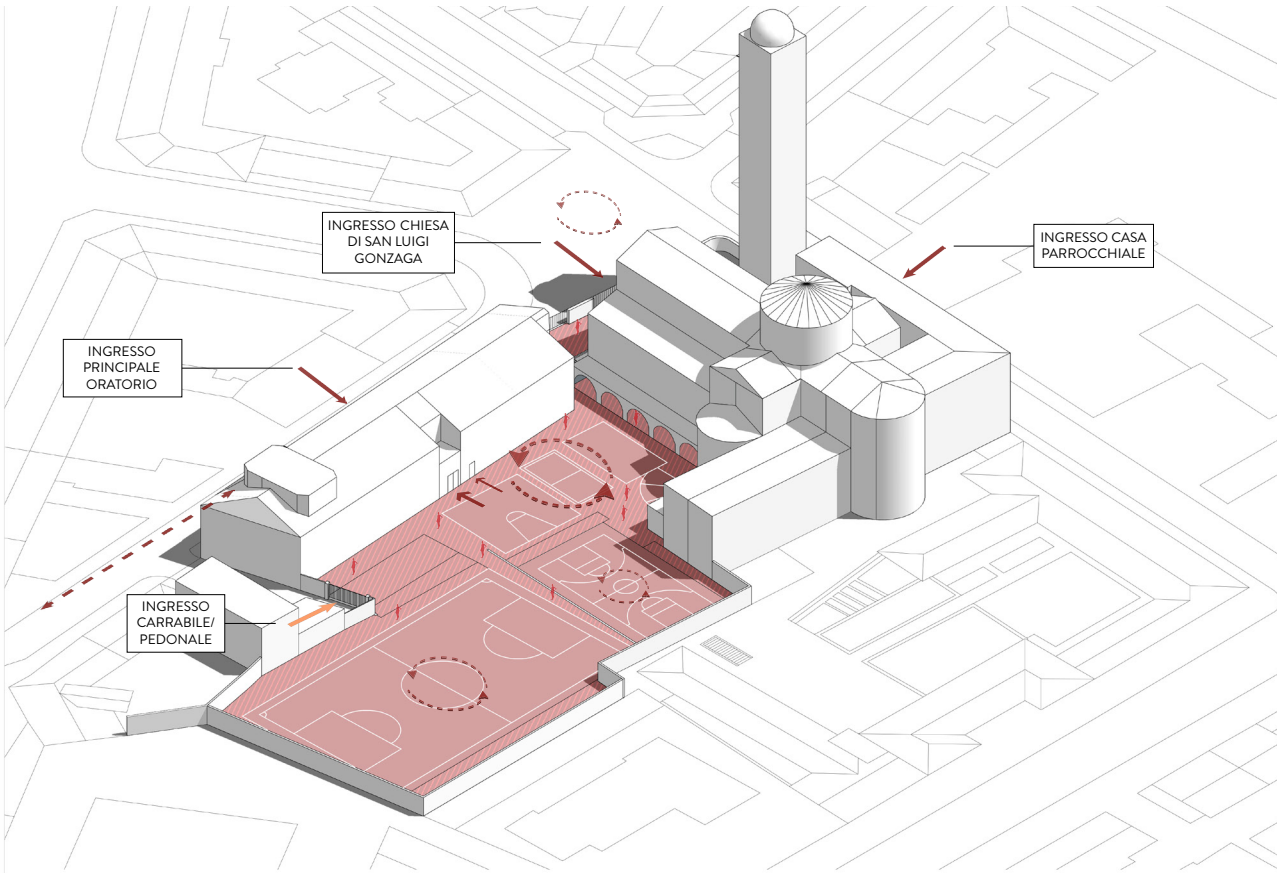 INGRESSO CHIESA
DI SAN LUIGI
GONZAGA
INGRESSO CASA
PARROCCHIALE
INGRESSO
PRINCIPALE
ORATORIO
INGRESSO
CARRABILE/
PEDONALE